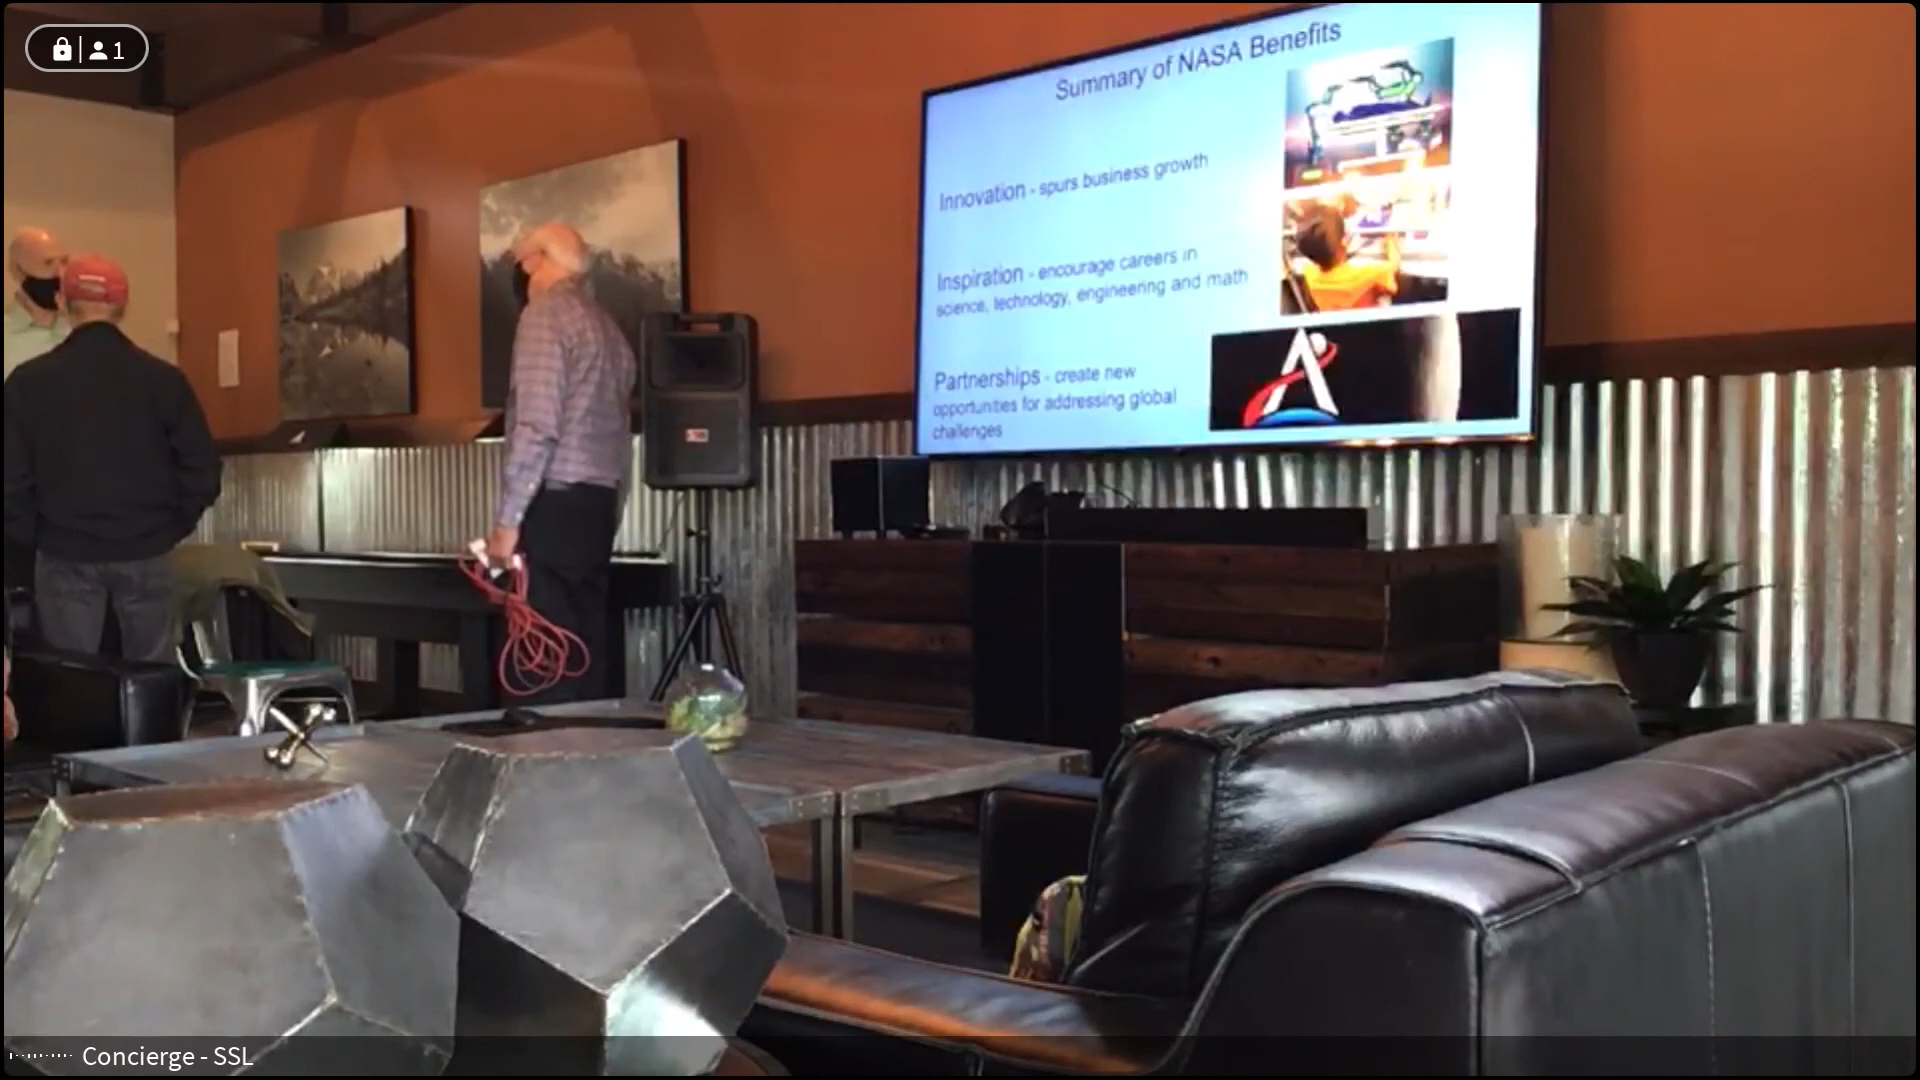 1
Summary of NASA Benefits
Innovation - spurs business growth
Inspiration - encourage careers in
science, technology, engineering and math
Partnerships - create new
opportunities for addressing global
challenges
Concierge - SSL